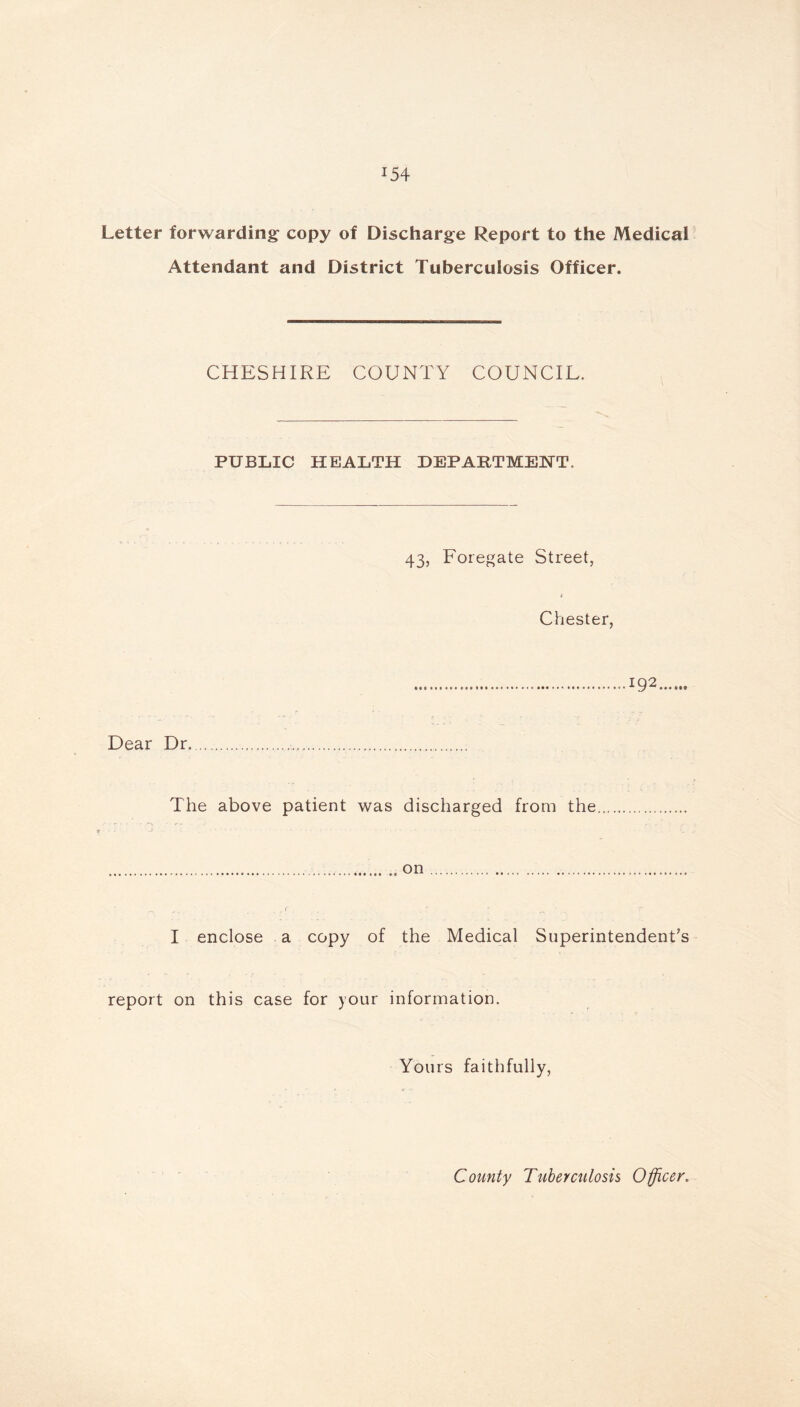 154
Letter forwarding copy of Discharge Report to the Medical
Attendant and District Tuberculosis Officer.
CHESHIRE COUNTY COUNCIL.
PUBLIC HEALTH DEPARTMENT.
43, Foregate Street,
Chester,
..........................................192......
Dear Dr.......................................................
The above patient was discharged from the...................
.......................................................on.......................................................
I enclose a copy of the Medical Superintendent's
report on this case for your information.
Yours faithfully,
County Tuberculosis Officer.